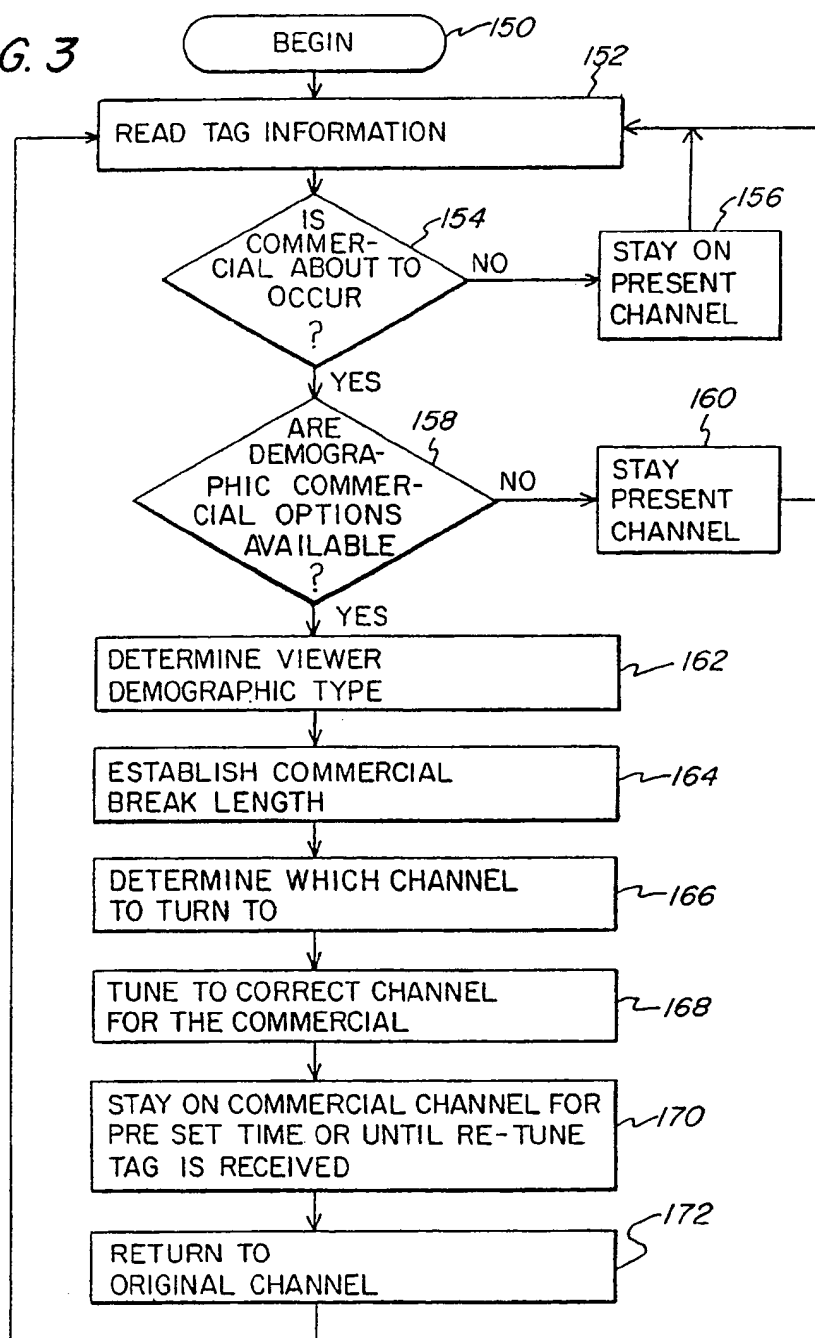 G. 3
BEGIN
150
152
READ TAG INFORMATION
IS
COMMER-
CIAL ABOUT TO
OCCUR
?
154
NO
156
STAY ON
PRESENT
CHANNEL
YES
ARE
DEMOGRA-
PHIC COMMER-
CIAL OPTIONS
AVAILABLE
?
158
NO
160
STAY
PRESENT
CHANNEL
YES
DETERMINE VIEWER
DEMOGRAPHIC TYPE
162
ESTABLISH COMMERCIAL
BREAK LENGTH
164
DETERMINE WHICH CHANNEL
TO TURN TO
166
TUNE TO CORRECT CHANNEL
FOR THE COMMERCIAL
168
STAY ON COMMERCIAL CHANNEL FOR
PRE SET TIME OR UNTIL RE-TUNE
TAG IS RECEIVED
170
RETURN TO
ORIGINAL CHANNEL
172